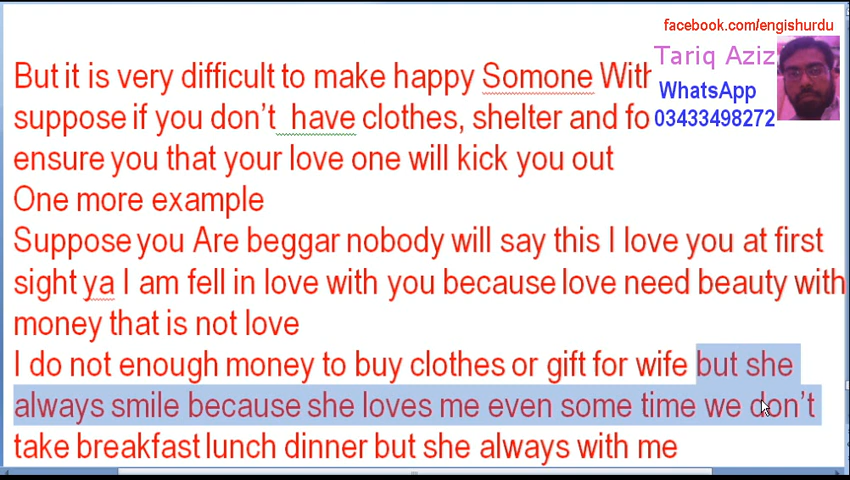 facebook.com/engishurdu
Tariq Aziz
WhatsApp
03433498272
But it is very difficult to make happy Somone With
suppose if you don't have clothes, shelter and fo
ensure you that your love one will kick you out
One more example
Suppose you Are beggar nobody will say this I love you at first
sight ya I am fell in love with you because love need beauty with
money that is not love
I do not enough money to buy clothes or gift for wife but she
always smile because she loves me even some time we don't
take breakfast lunch dinner but she always with me